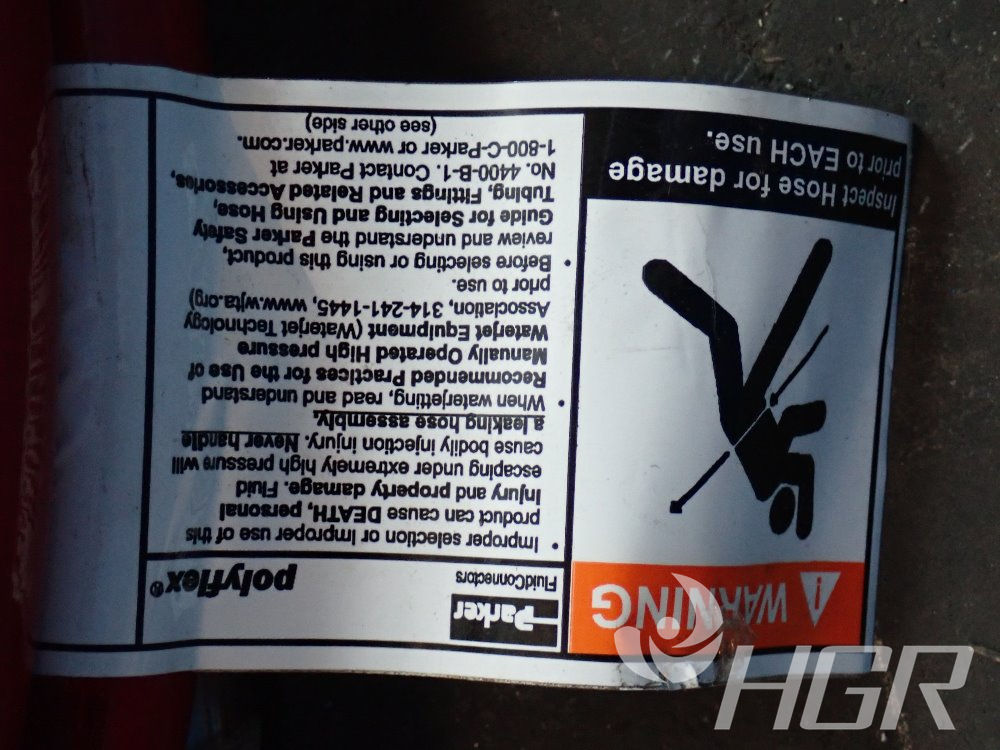 WARNING
Inspect Hose for damage
prior to EACH use.
Parker
FluidConnectors
polyflex®
• Improper selection or Improper use of this
product can cause DEATH, personal
Injury and property damage. Fluid
escaping under extremely high pressure will
cause bodily injection injury. Never handle
a leaking hose assembly.
• When waterjetting, read and understand
Recommended Practices for the Use of
Manually Operated High pressure
Waterjet Equipment (Waterjet Technology
Association, 314-241-1445, www.wjta.org)
prior to use.
• Before selecting or using this product,
review and understand the Parker Safety
Guide for Selecting and Using Hose,
Tubing, Fittings and Related Accessories,
No. 4400-B-1. Contact Parker at
1-800-C-Parker or www.parker.com.
(see other side)
HGR